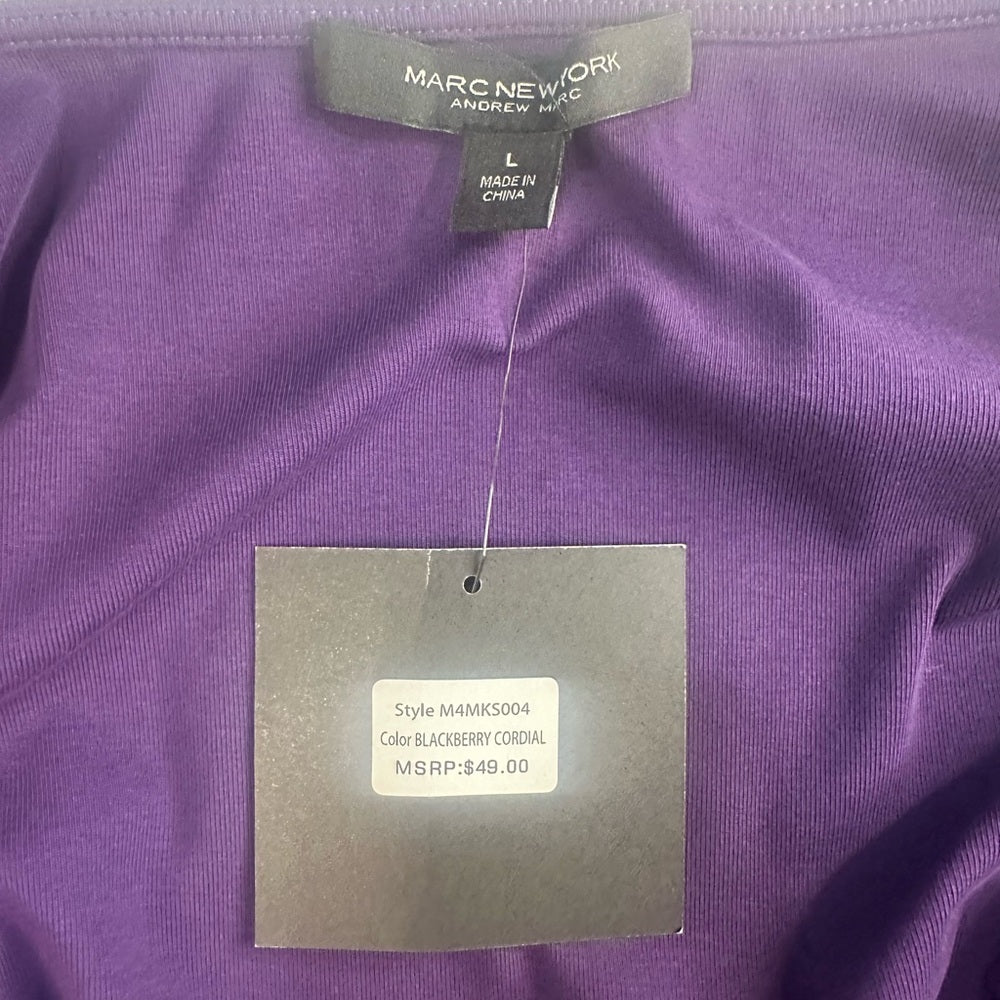 MARC NEW YORK
ANDREW MARC
L
MADE IN
CHINA
Style M4MKS004
Color BLACKBERRY CORDIAL
MSRP:$49.00